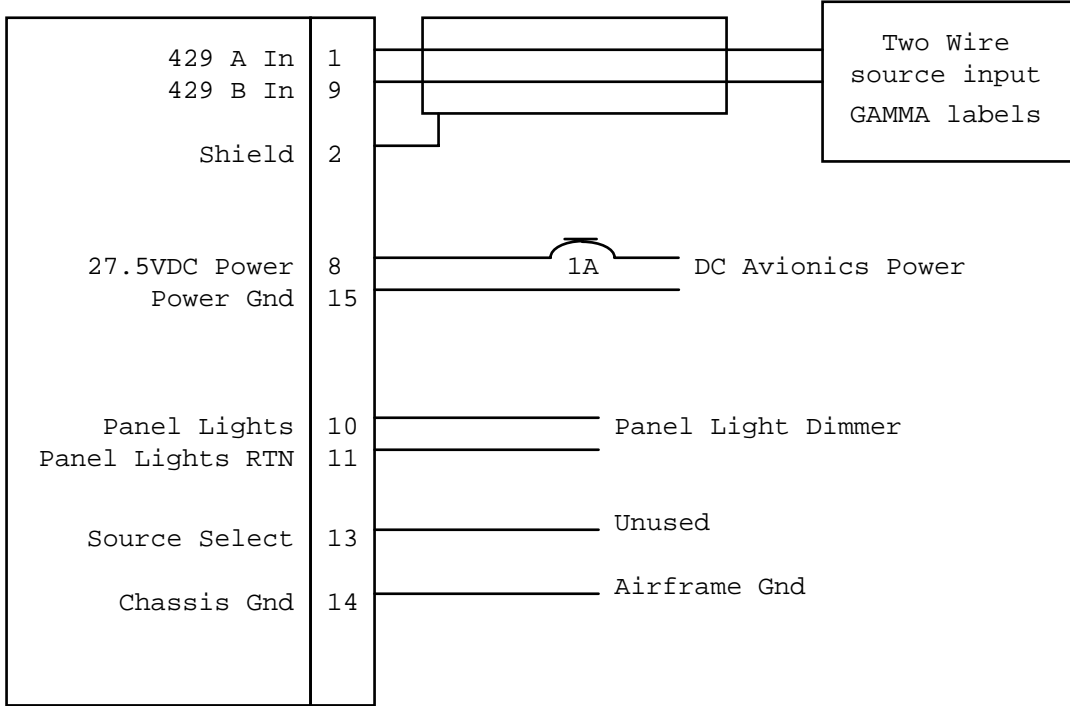 429 A In 1
429 B In 9
Shield 2
27.5VDC Power 8
Power Gnd 15
Panel Lights 10
Panel Lights RTN 11
Source Select 13
Chassis Gnd 14
Two Wire
source input
GAMMA labels
1A DC Avionics Power
Panel Light Dimmer
Unused
Airframe Gnd